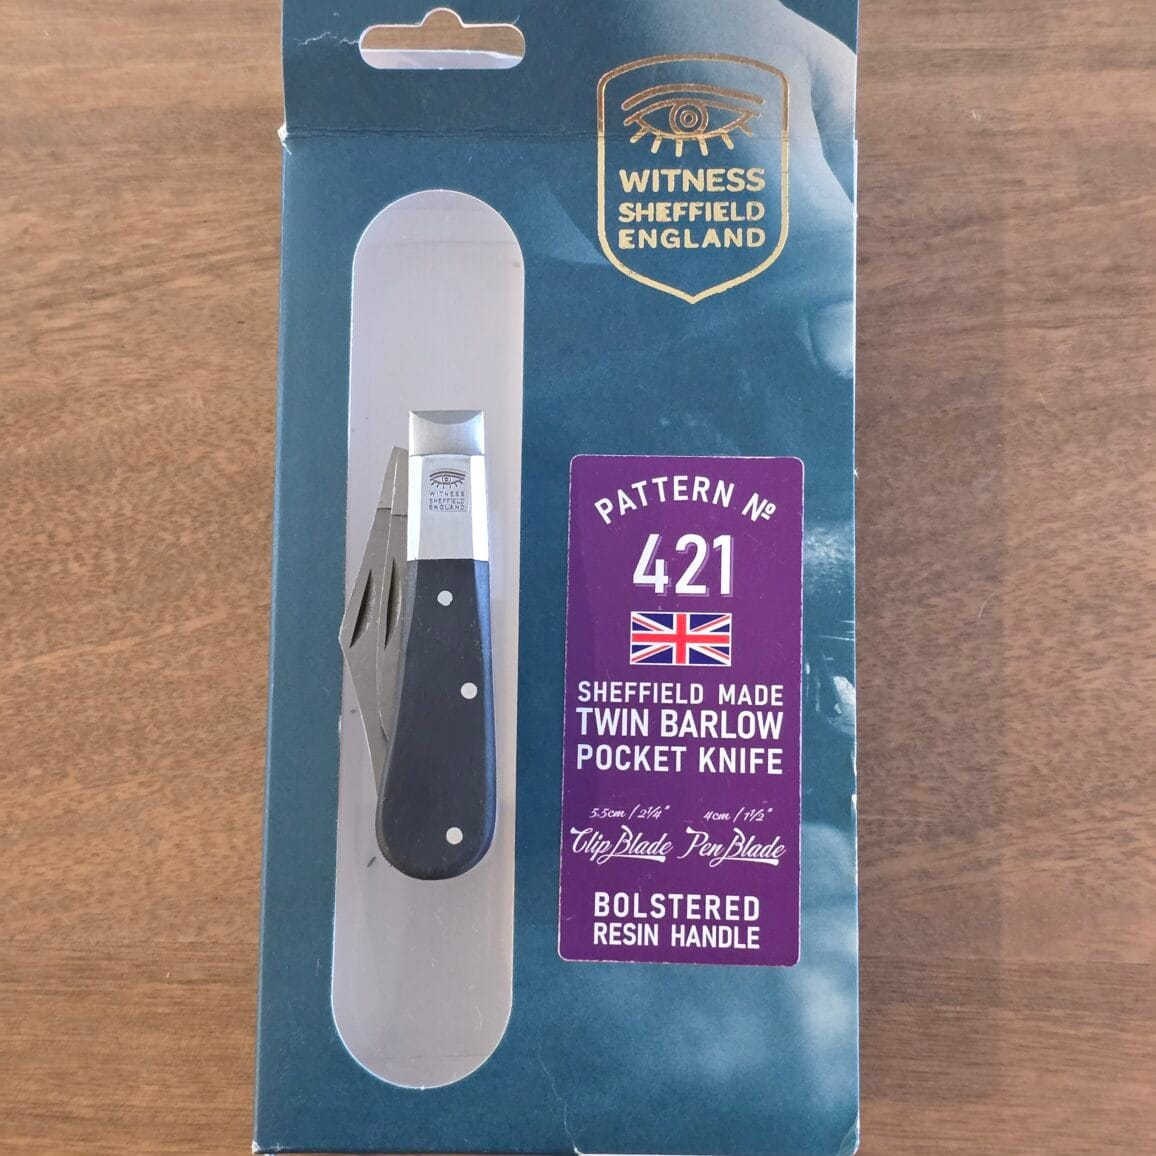 WITNESS
SHEFFIELD
ENGLAND
WITNESS
SHEFFIELD
ENGLAND
PATTERN Nº
421
SHEFFIELD MADE
TWIN BARLOW
POCKET KNIFE
5.5cm / 2¼" 4cm / 1½"
Clip Blade Pen Blade
BOLSTERED
RESIN HANDLE